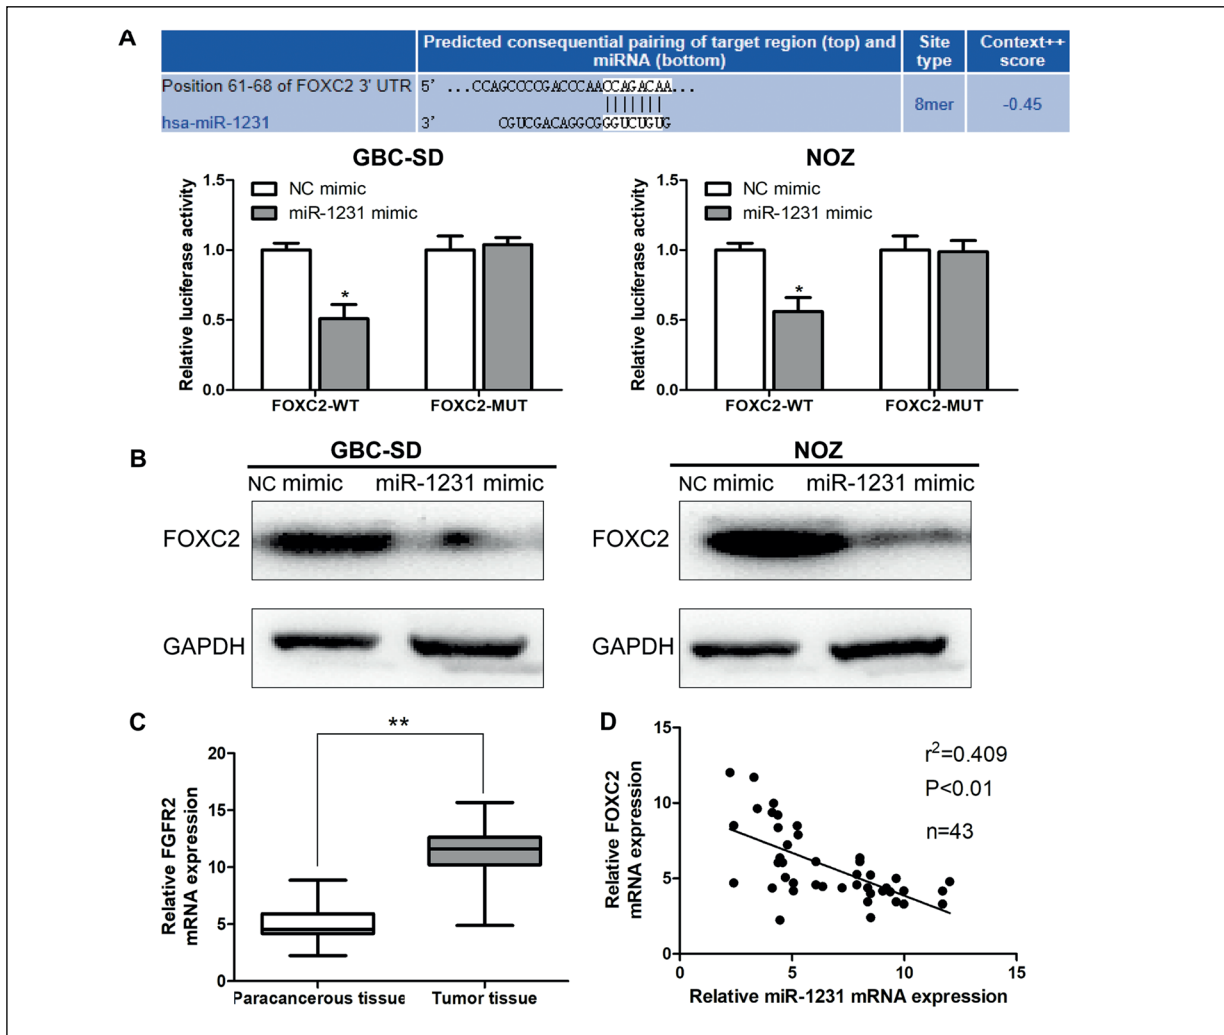 A
Predicted consequential pairing of target region (top) and
miRNA (bottom)
Site
type
Context++
score
Position 61-68 of FOXC2 3' UTR
5' ...CCAGCCCCGACCCAACCAGACAA...
hsa-miR-1231
3' CGUCGACAGGCGGGUCUGUG
8mer
-0.45
GBC-SD
Relative luciferase activity
1.5
1.0
0.5
0.0
NC mimic
miR-1231 mimic
*
FOXC2-WT
FOXC2-MUT
NOZ
Relative luciferase activity
1.5
1.0
0.5
0.0
NC mimic
miR-1231 mimic
*
FOXC2-WT
FOXC2-MUT
B
GBC-SD
NC mimic
miR-1231 mimic
FOXC2
GAPDH
NOZ
NC mimic
miR-1231 mimic
FOXC2
GAPDH
C
**
Relative FGFR2
mRNA expression
20
15
10
5
0
Paracancerous tissue
Tumor tissue
D
Relative FOXC2
mRNA expression
15
10
5
0
r²=0.409
P<0.01
n=43
0
5
10
15
Relative miR-1231 mRNA expression